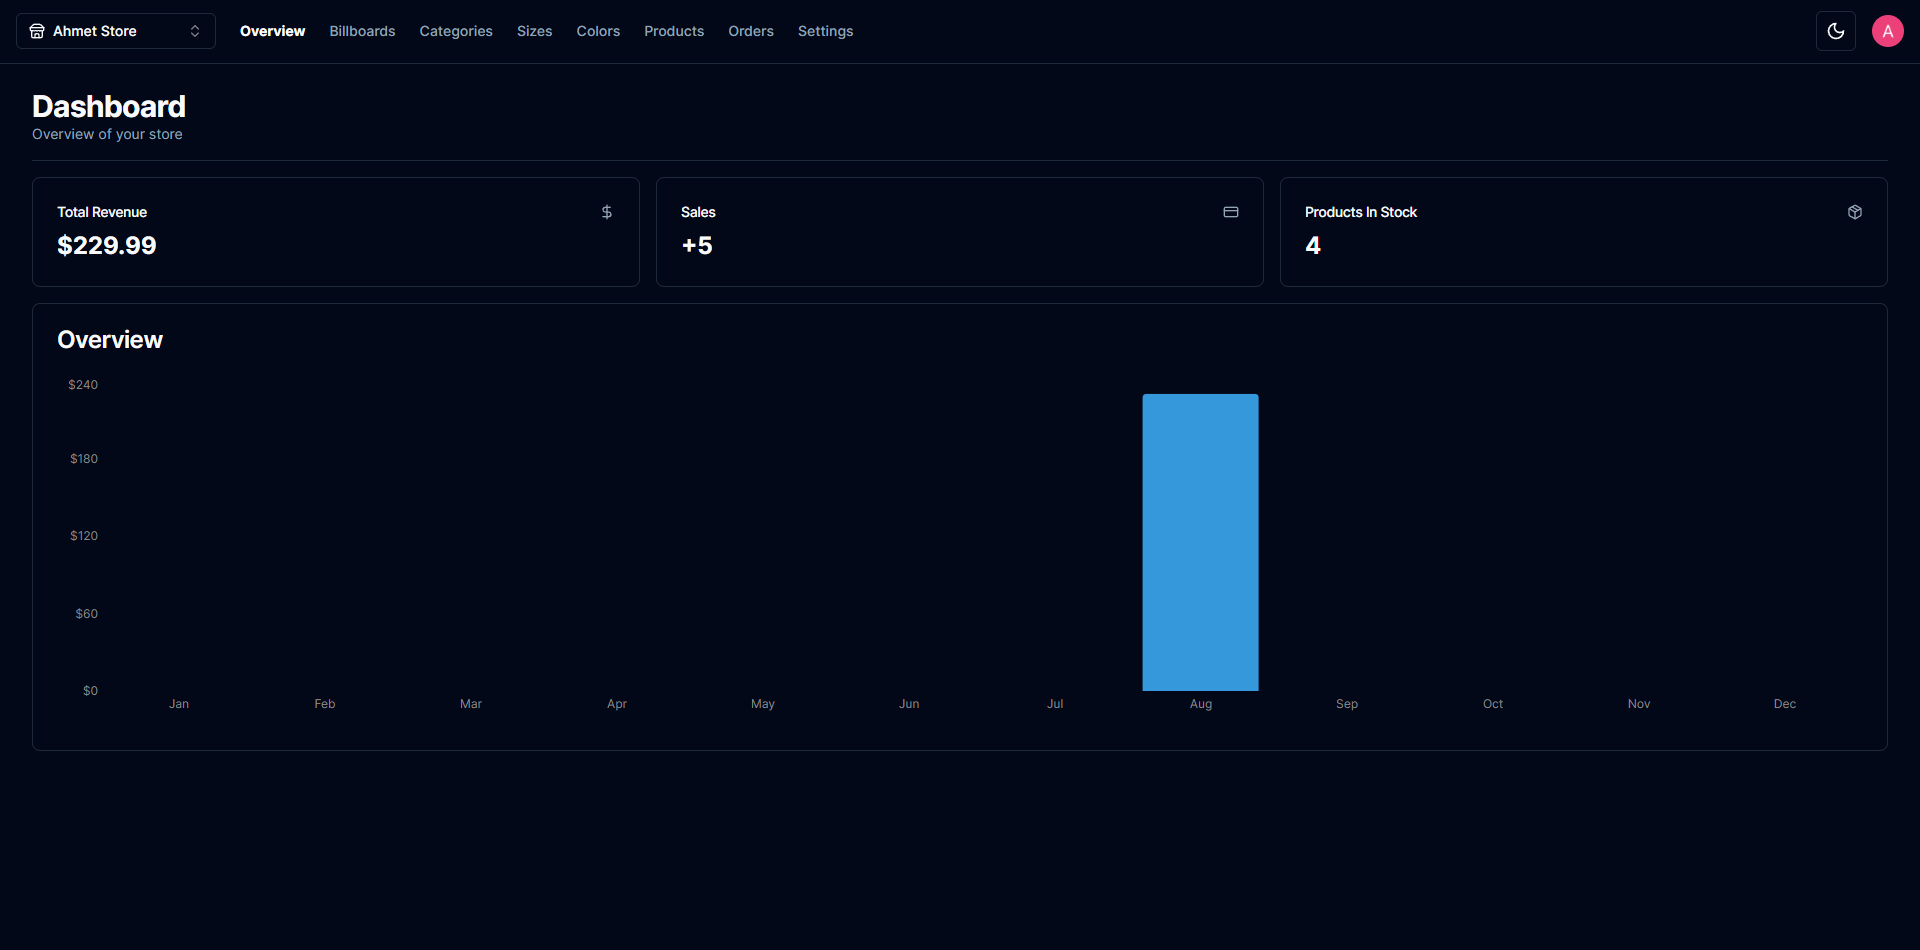 Ahmet Store
Overview Billboards Categories Sizes Colors Products Orders Settings
A
Dashboard
Overview of your store
Total Revenue
$229.99
Sales
+5
Products In Stock
4
Overview
$240
$180
$120
$60
$0
Jan Feb Mar Apr May Jun Jul Aug Sep Oct Nov Dec